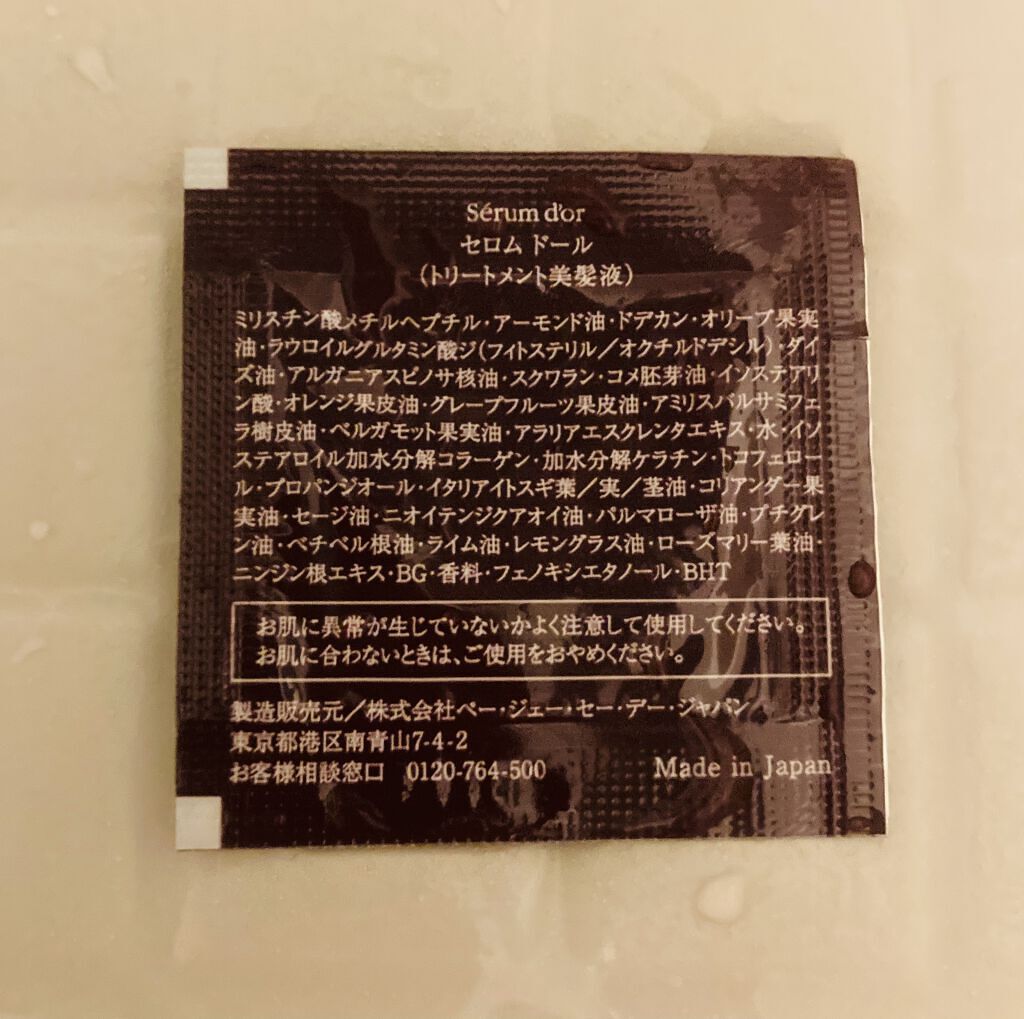 Sérum d'or
セロム ドール
(トリートメント美髪液)
ミリスチン酸メチルヘプチル・アーモンド油・ドデカン・オリーブ果実
油・ラウロイルグルタミン酸ジ(フィトステリル/オクチルドデシル)・ダイ
ズ油・アルガニアスピノサ核油・スクワラン・コメ胚芽油・イソステアリ
ン酸・オレンジ果皮油・グレープフルーツ果皮油・アミリスバルサミフェ
ラ樹皮油・ベルガモット果実油・アラリアエスクレンタエキス・水・イソ
ステアロイル加水分解コラーゲン・加水分解ケラチン・トコフェロー
ル・プロパンジオール・イタリアイトスギ葉/実/茎油・コリアンダー果
実油・セージ油・ニオイテンジクアオイ油・パルマローザ油・プチグレ
ン油・ベチベル根油・ライム油・レモングラス油・ローズマリー葉油・
ニンジン根エキス・BG・香料・フェノキシエタノール・BHT
お肌に異常が生じていないかよく注意して使用してください。
お肌に合わないときは、ご使用をおやめください。
製造販売元/株式会社ペー・ジェー・セー・デー・ジャパン
東京都港区南青山7-4-2
お客様相談窓口 0120-764-500 Made in Japan